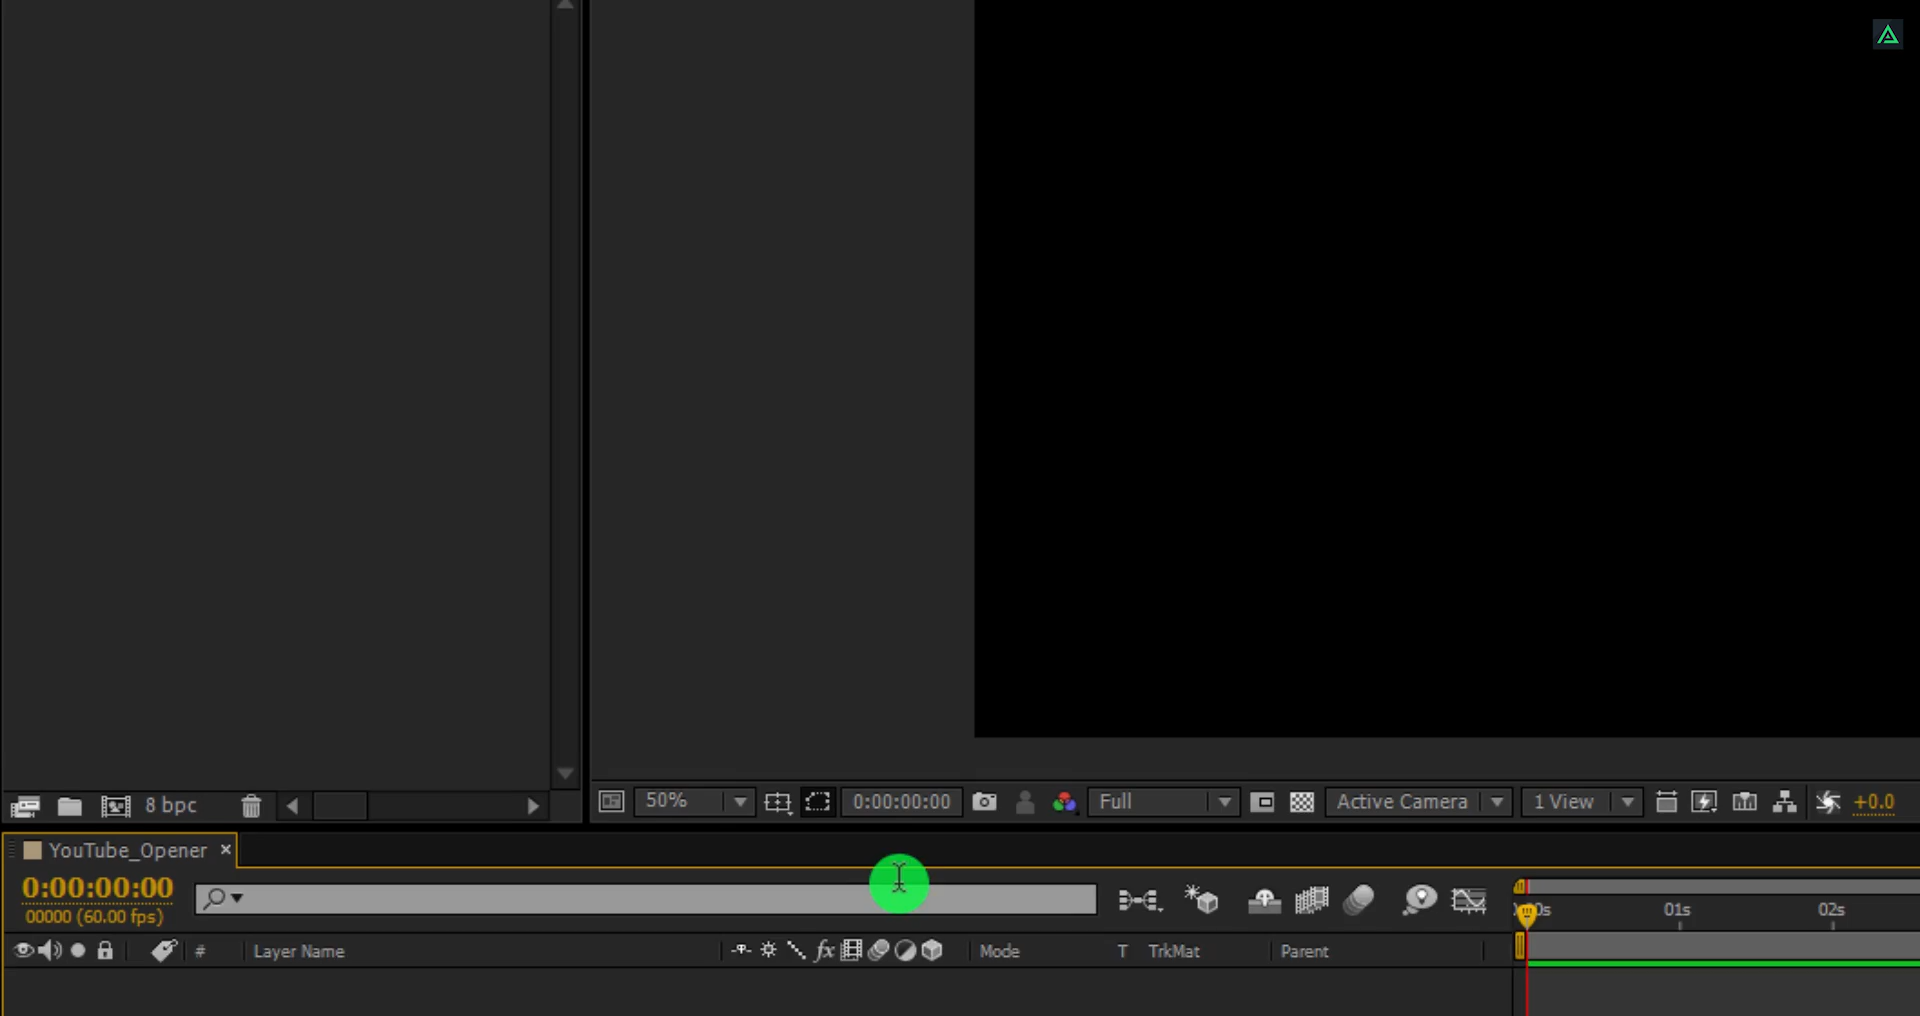 8 bpc
50%
0:00:00:00
Full
Active Camera
1 View
+0.0
YouTube_Opener ×
0:00:00:00
00000 (60.00 fps)
01s
02s
# Layer Name
fx
Mode
T TrkMat
Parent